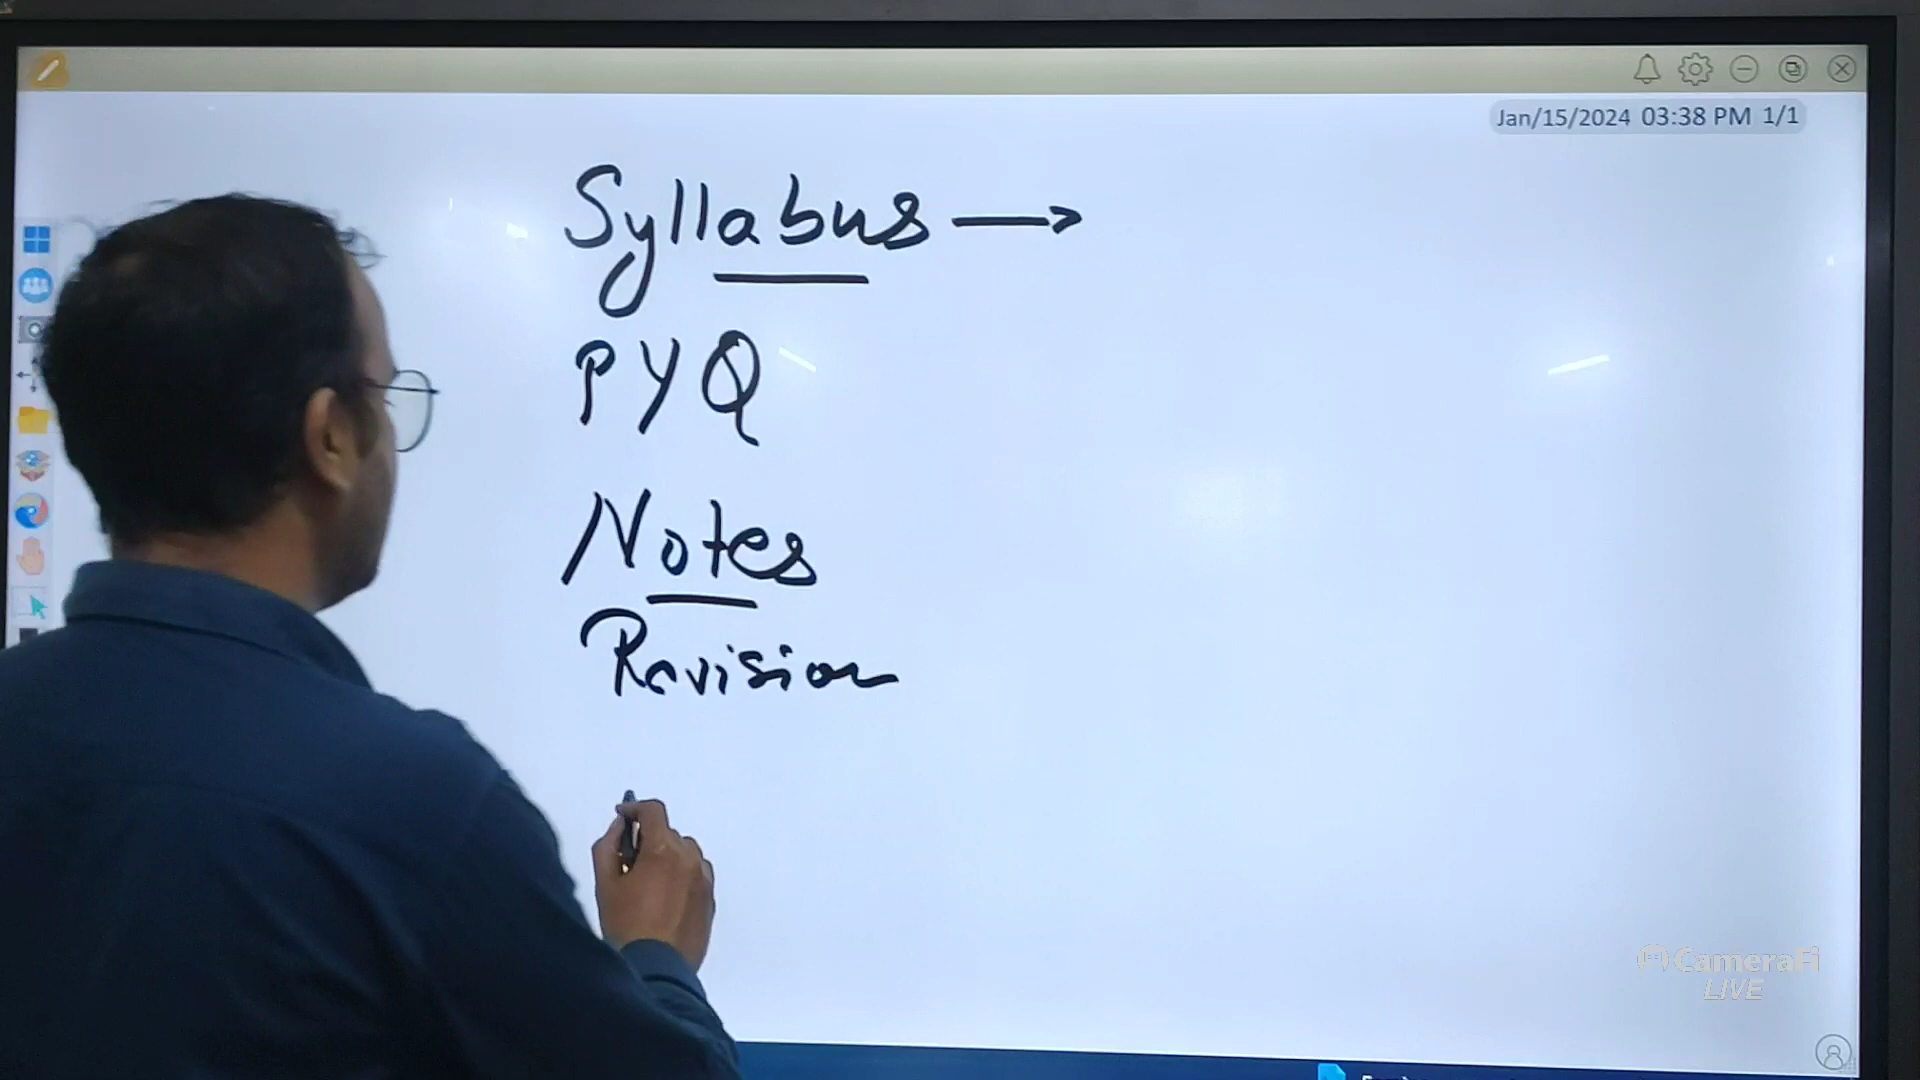 Jan/15/2024 03:38 PM 1/1
Syllabus →
PYQ
Notes
Revision
CameraFi
LIVE